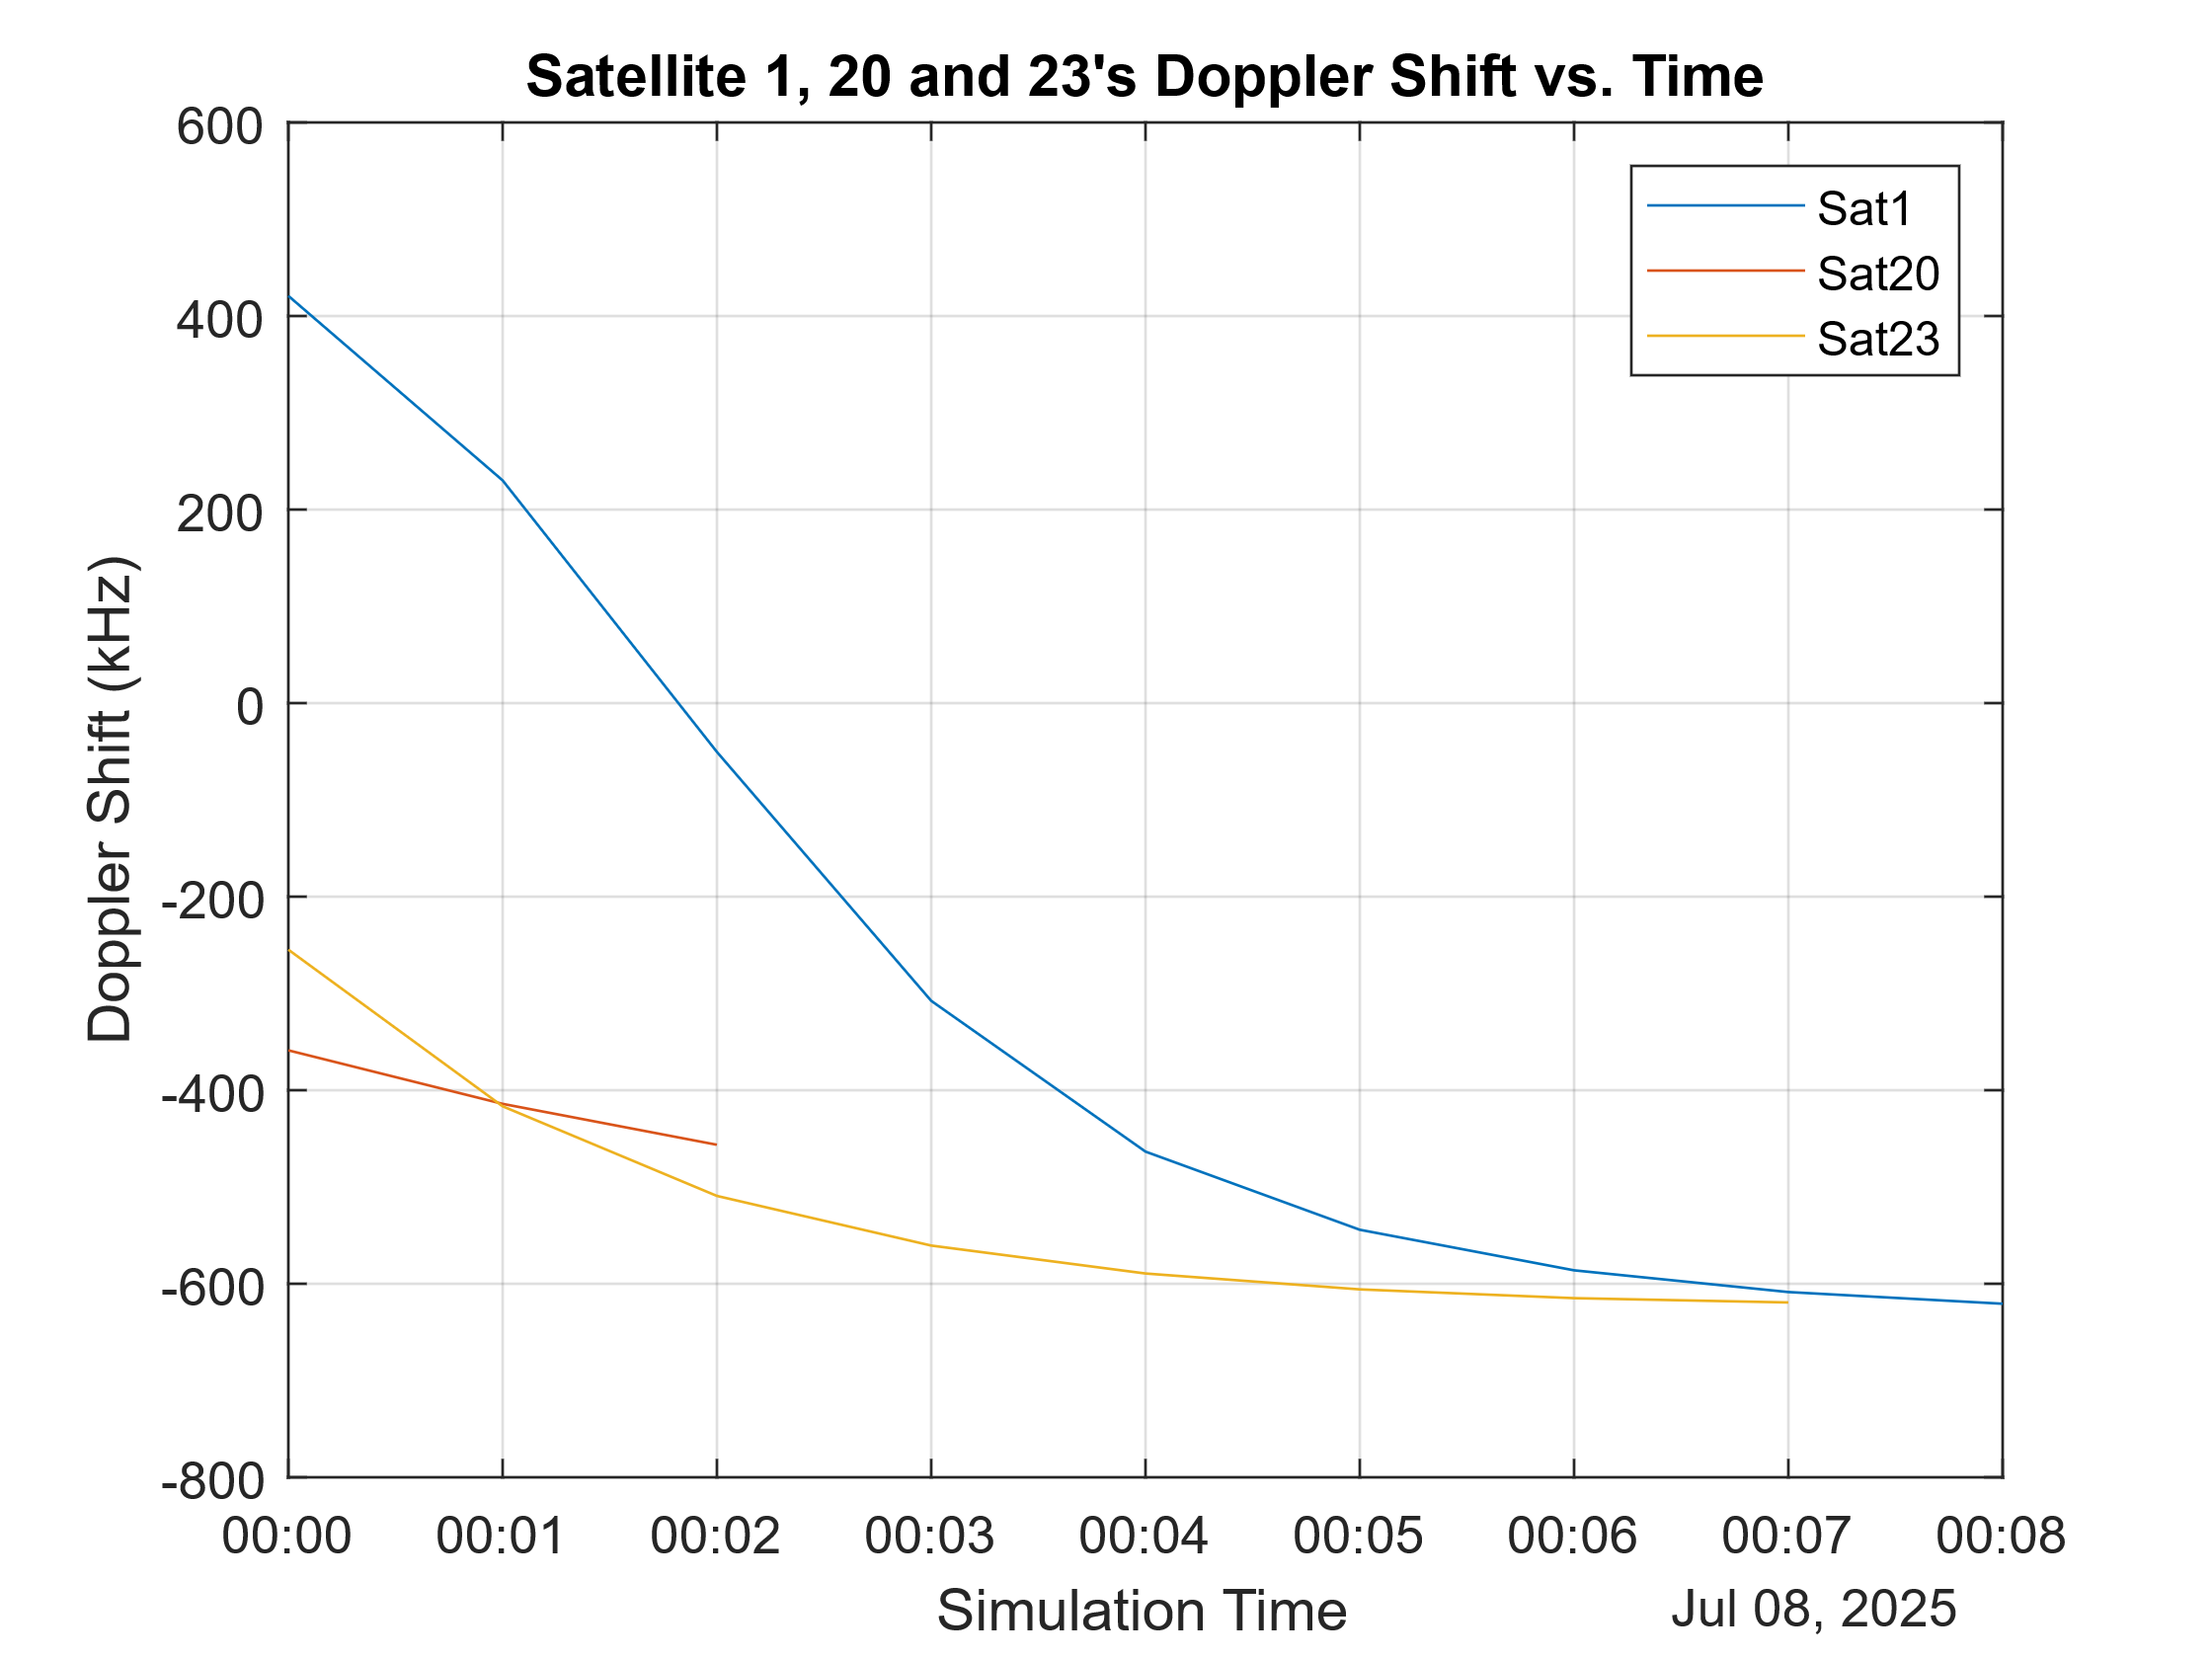 Satellite 1, 20 and 23's Doppler Shift vs. Time
600
400
200
0
-200
-400
-600
-800
Doppler Shift (kHz)
Sat1
Sat20
Sat23
00:00 00:01 00:02 00:03 00:04 00:05 00:06 00:07 00:08
Simulation Time
Jul 08, 2025